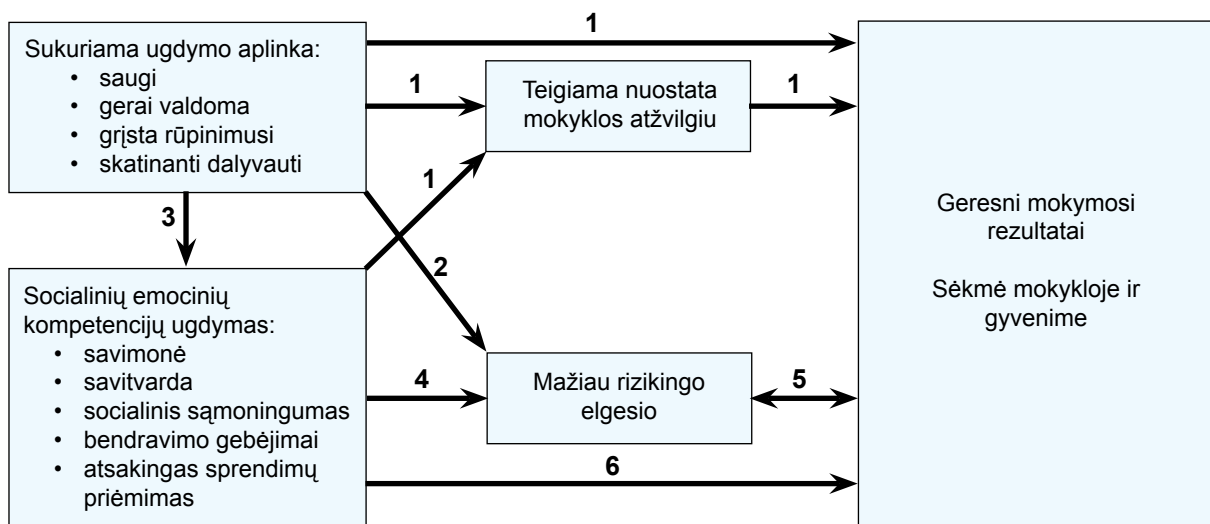 1
Sukuriama ugdymo aplinka:
• saugi
• gerai valdoma
• grįsta rūpinimusi
• skatinanti dalyvauti
1
Teigiama nuostata
mokyklos atžvilgiu
1
1
3
2
Socialinių emocinių
kompetencijų ugdymas:
• savimonė
• savitvarda
• socialinis sąmoningumas
• bendravimo gebėjimai
• atsakingas sprendimų
priėmimas
4
Mažiau rizikingo
elgesio
5
6
Geresni mokymosi
rezultatai
Sėkmė mokykloje ir
gyvenime